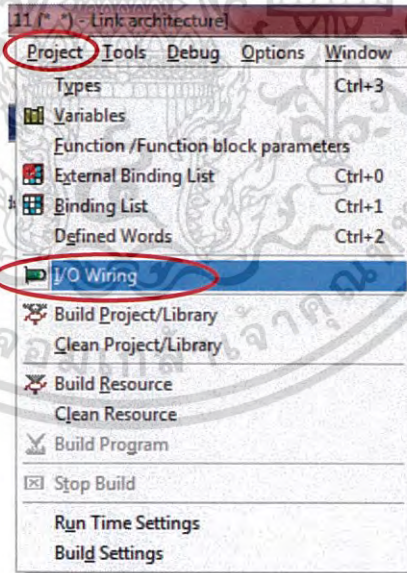 11 (* *) - Link architecture]
Project Tools Debug Options Window
Types Ctrl+3
Variables
Function /Function block parameters
External Binding List Ctrl+0
Binding List Ctrl+1
Defined Words Ctrl+2
I/O Wiring
Build Project/Library
Clean Project/Library
Build Resource
Clean Resource
Build Program
Stop Build
Run Time Settings
Build Settings